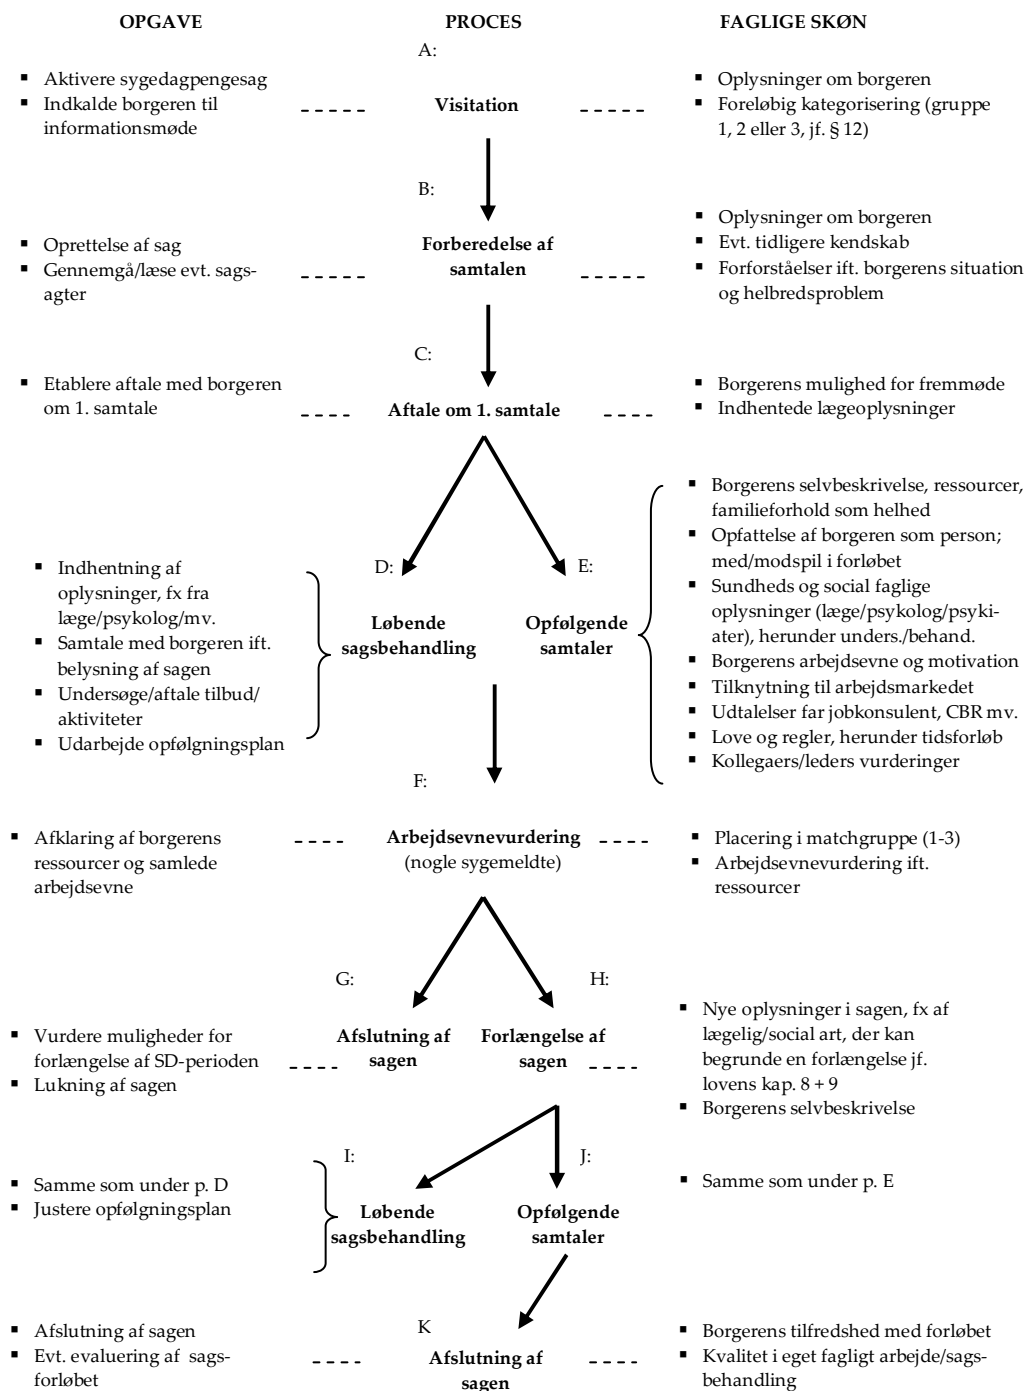 OPGAVE PROCES FAGLIGE SKØN
A:
▪ Aktivere sygedagpengesag
▪ Indkalde borgeren til
informationsmøde
Visitation
▪ Oplysninger om borgeren
▪ Foreløbig kategorisering (gruppe
1, 2 eller 3, jf. § 12)
B:
▪ Oprettelse af sag
▪ Gennemgå/læse evt. sags-
agter
Forberedelse af
samtalen
▪ Oplysninger om borgeren
▪ Evt. tidligere kendskab
▪ Forforståelser ift. borgerens situation
og helbredsproblem
C:
▪ Etablere aftale med borgeren
om 1. samtale
Aftale om 1. samtale
▪ Borgerens mulighed for fremmøde
▪ Indhentede lægeoplysninger
D:
E:
▪ Indhentning af
oplysninger, fx fra
læge/psykolog/mv.
▪ Samtale med borgeren ift.
belysning af sagen
▪ Undersøge/aftale tilbud/
aktiviteter
▪ Udarbejde opfølgningsplan
Løbende
sagsbehandling
Opfølgende
samtaler
▪ Borgerens selvbeskrivelse, ressourcer,
familieforhold som helhed
▪ Opfattelse af borgeren som person;
med/modspil i forløbet
▪ Sundheds og social faglige
oplysninger (læge/psykolog/psyki-
ater), herunder unders./behand.
▪ Borgerens arbejdsevne og motivation
▪ Tilknytning til arbejdsmarkedet
▪ Udtalelser far jobkonsulent, CBR mv.
▪ Love og regler, herunder tidsforløb
▪ Kollegaers/leders vurderinger
F:
▪ Afklaring af borgerens
ressourcer og samlede
arbejdsevne
Arbejdsevnevurdering
(nogle sygemeldte)
▪ Placering i matchgruppe (1-3)
▪ Arbejdsevnevurdering ift.
ressourcer
G:
H:
▪ Vurdere muligheder for
forlængelse af SD-perioden
▪ Lukning af sagen
Afslutning af
sagen
Forlængelse af
sagen
▪ Nye oplysninger i sagen, fx af
lægelig/social art, der kan
begrunde en forlængelse jf.
lovens kap. 8 + 9
▪ Borgerens selvbeskrivelse
I:
J:
▪ Samme som under p. D
▪ Justere opfølgningsplan
Løbende
sagsbehandling
Opfølgende
samtaler
▪ Samme som under p. E
K
▪ Afslutning af sagen
▪ Evt. evaluering af sags-
forløbet
Afslutning af
sagen
▪ Borgerens tilfredshed med forløbet
▪ Kvalitet i eget fagligt arbejde/sags-
behandling